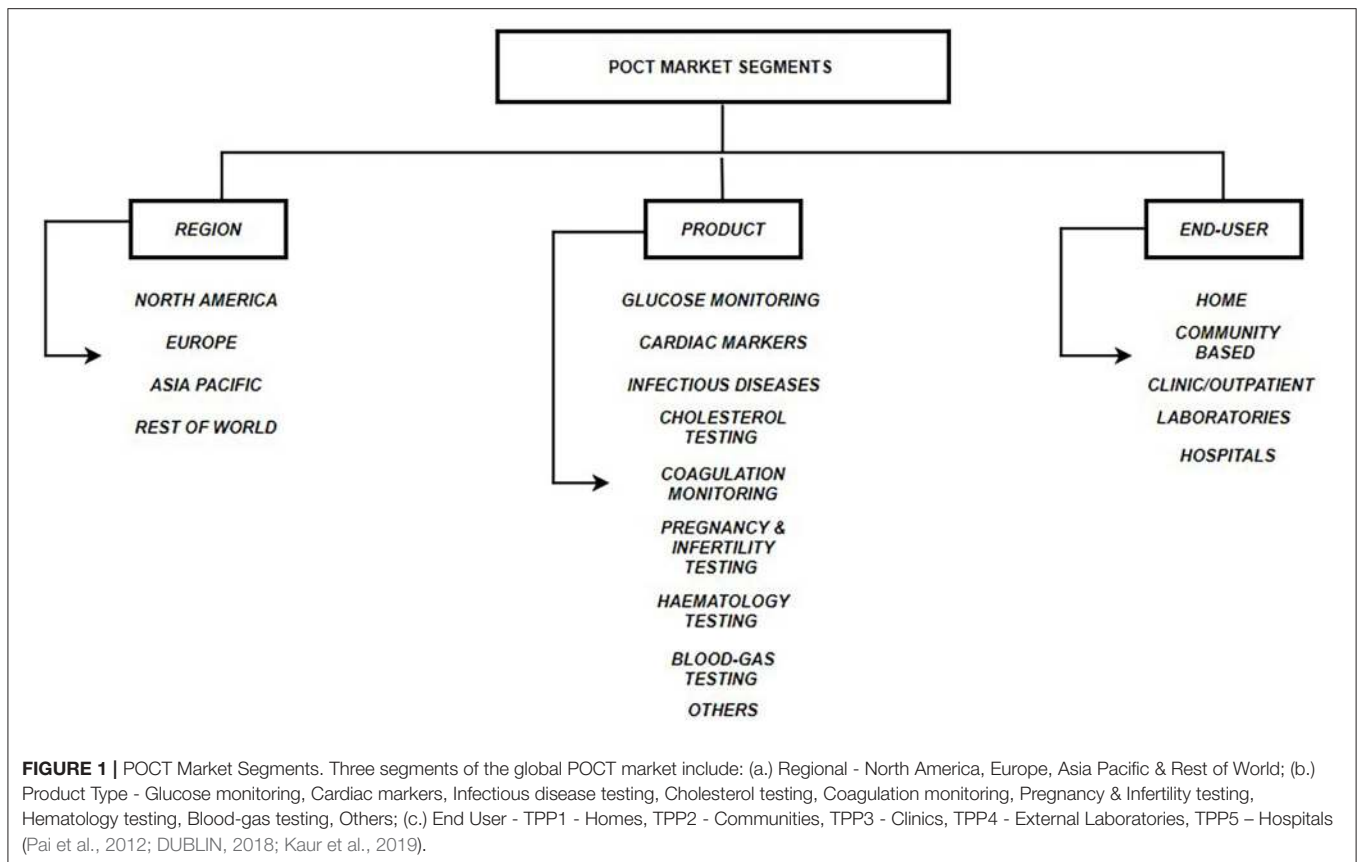 POCT MARKET SEGMENTS
REGION
NORTH AMERICA
EUROPE
ASIA PACIFIC
REST OF WORLD
PRODUCT
GLUCOSE MONITORING
CARDIAC MARKERS
INFECTIOUS DISEASES
CHOLESTEROL
TESTING
COAGULATION
MONITORING
PREGNANCY &
INFERTILITY
TESTING
HAEMATOLOGY
TESTING
BLOOD-GAS
TESTING
OTHERS
END-USER
HOME
COMMUNITY
BASED
CLINIC/OUTPATIENT
LABORATORIES
HOSPITALS
FIGURE 1 | POCT Market Segments. Three segments of the global POCT market include: (a.) Regional - North America, Europe, Asia Pacific & Rest of World; (b.)
Product Type - Glucose monitoring, Cardiac markers, Infectious disease testing, Cholesterol testing, Coagulation monitoring, Pregnancy & Infertility testing,
Hematology testing, Blood-gas testing, Others; (c.) End User - TPP1 - Homes, TPP2 - Communities, TPP3 - Clinics, TPP4 - External Laboratories, TPP5 – Hospitals
(Pai et al., 2012; DUBLIN, 2018; Kaur et al., 2019).